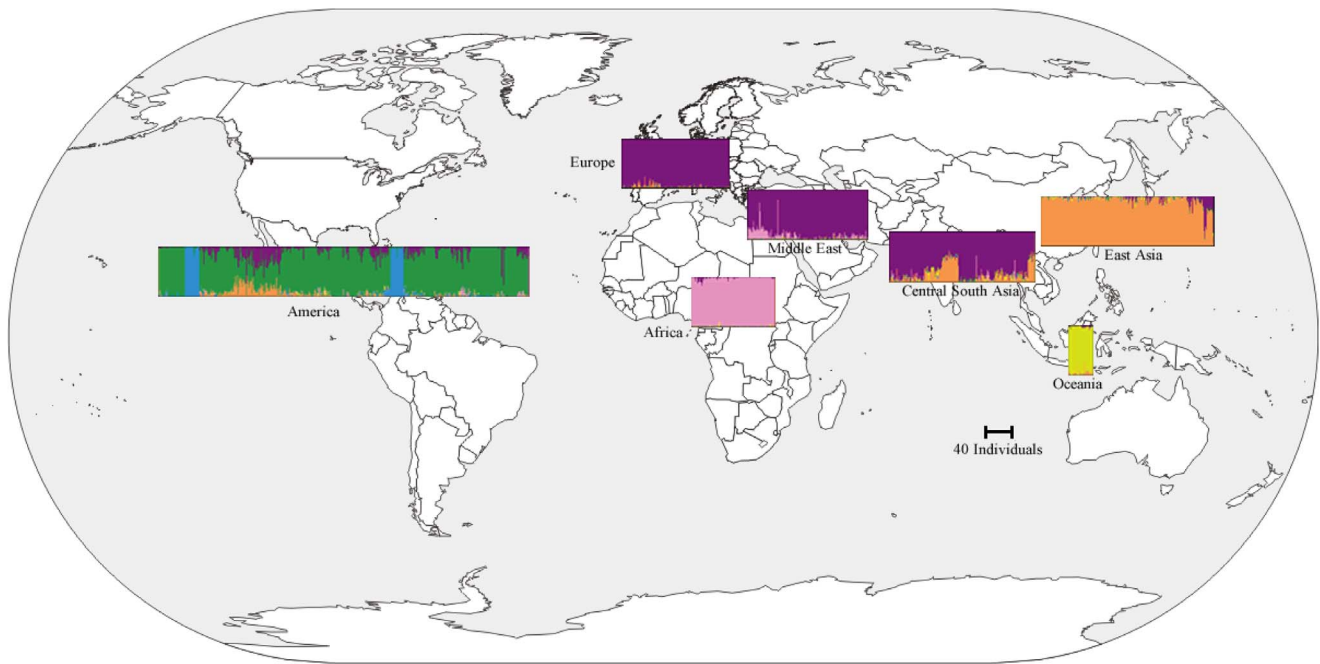 Europe
Middle East
East Asia
Central South Asia
America
Africa
Oceania
40 Individuals